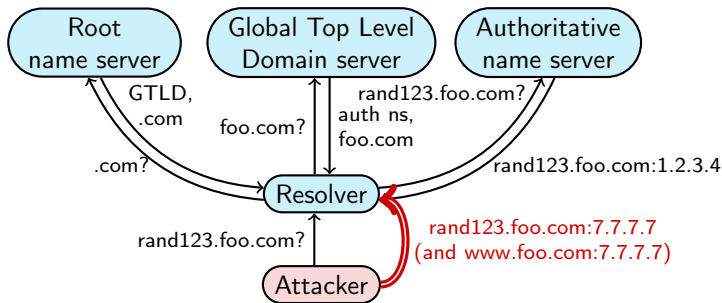 Root
name server
Global Top Level
Domain server
Authoritative
name server
GTLD,
.com
.com?
foo.com?
auth ns,
foo.com
rand123.foo.com?
rand123.foo.com:1.2.3.4
Resolver
rand123.foo.com?
rand123.foo.com:7.7.7.7
(and www.foo.com:7.7.7.7)
Attacker